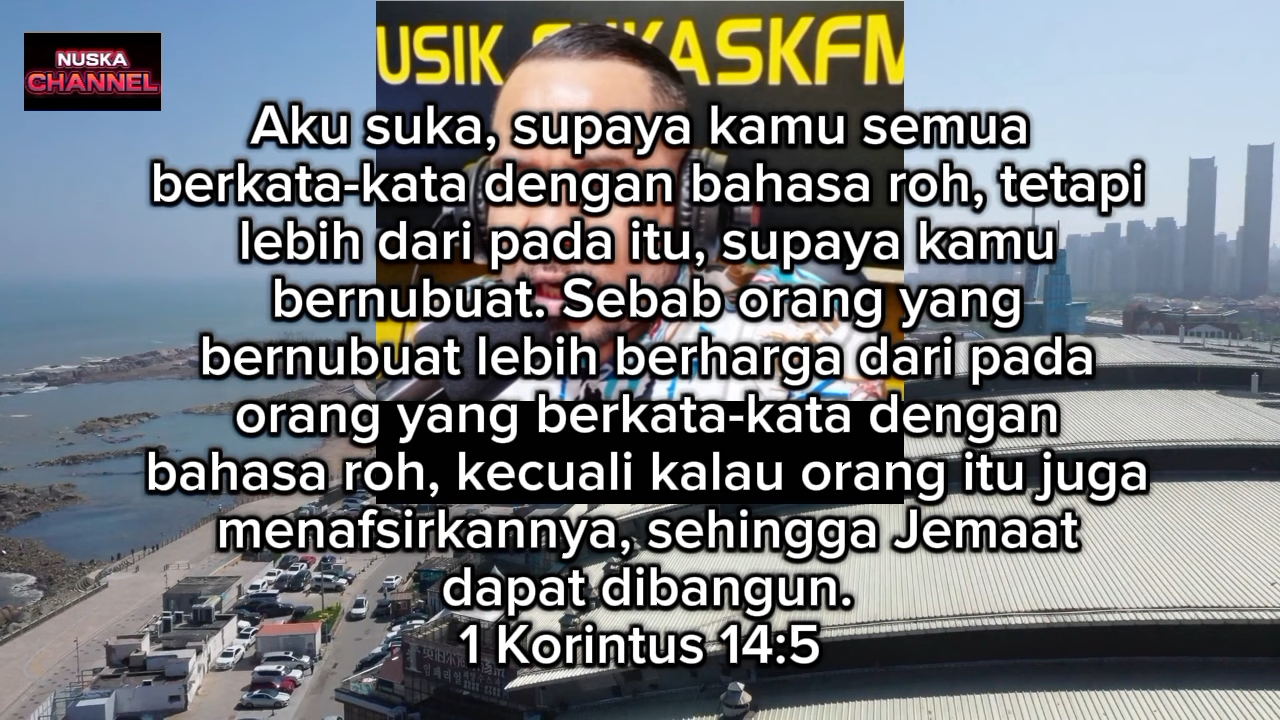 NUSKA
CHANNEL
USIK SUKASKFM
Aku suka, supaya kamu semua
berkata-kata dengan bahasa roh, tetapi
lebih dari pada itu, supaya kamu
bernubuat. Sebab orang yang
bernubuat lebih berharga dari pada
orang yang berkata-kata dengan
bahasa roh, kecuali kalau orang itu juga
menafsirkannya, sehingga Jemaat
dapat dibangun.
1 Korintus 14:5